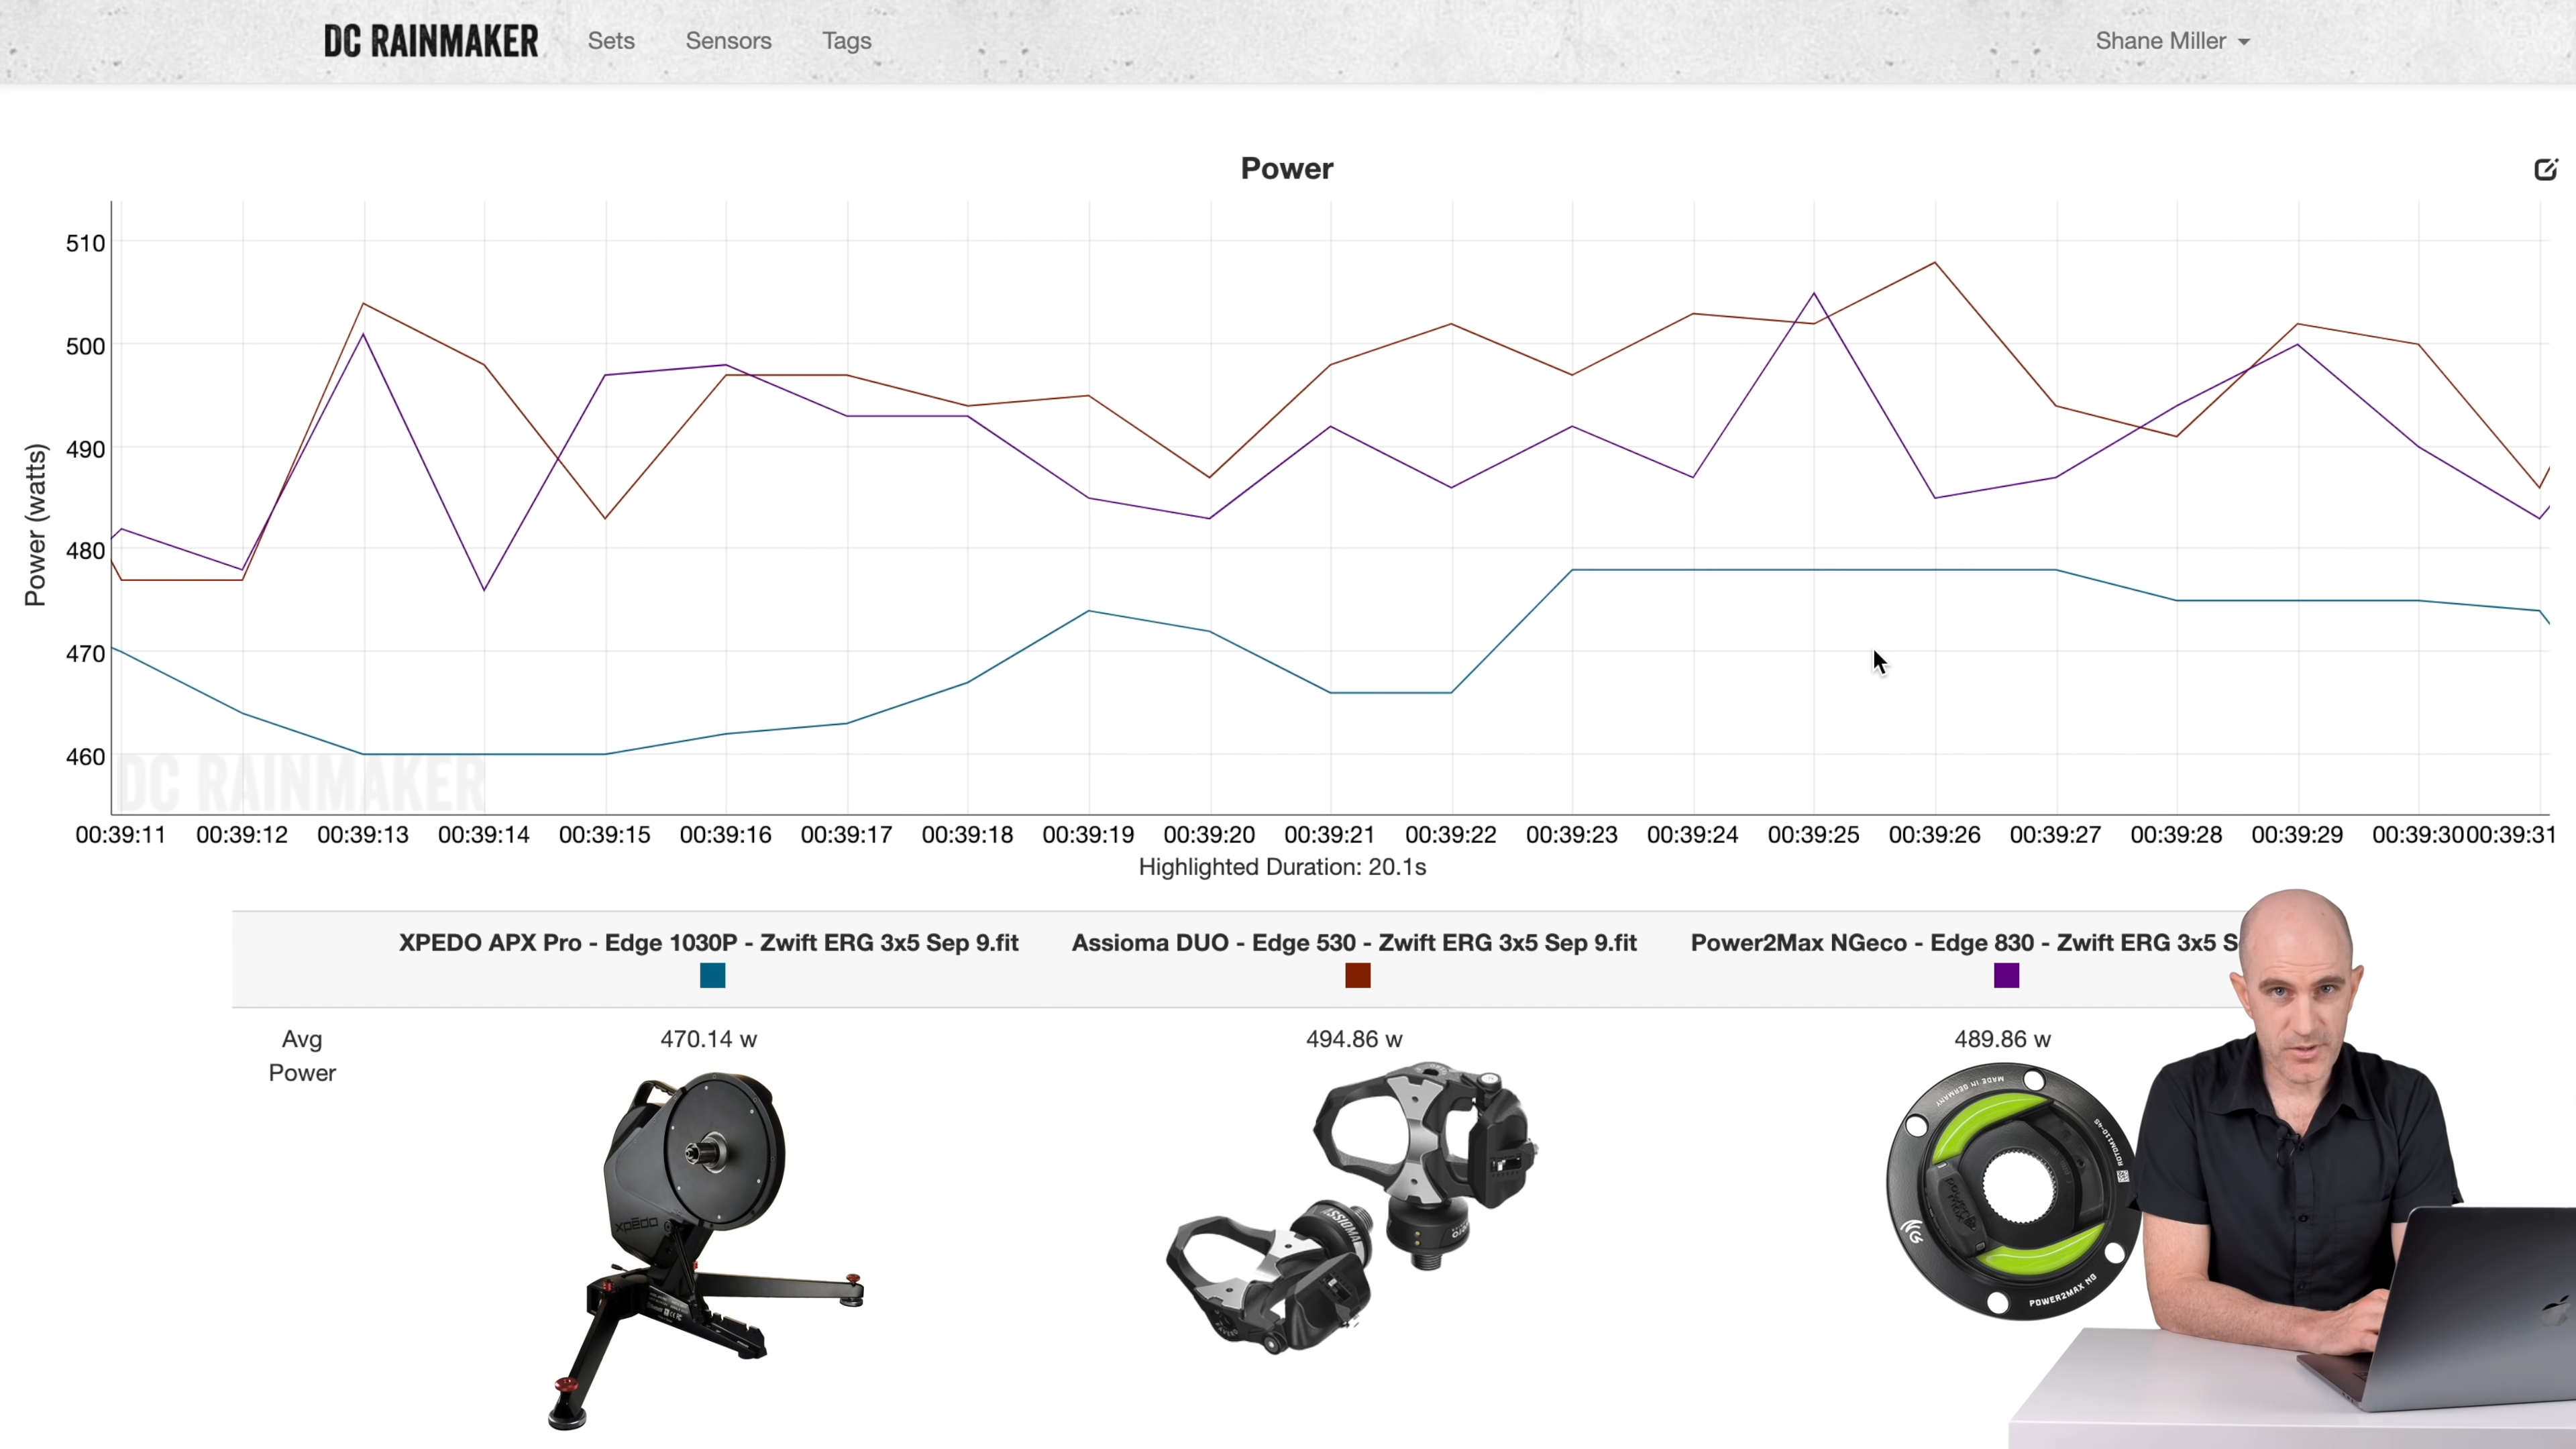 DC RAINMAKER Sets Sensors Tags Shane Miller
Power
510
500
490
480
470
460
Power (watts)
DC RAINMAKER
00:39:11 00:39:12 00:39:13 00:39:14 00:39:15 00:39:16 00:39:17 00:39:18 00:39:19 00:39:20 00:39:21 00:39:22 00:39:23 00:39:24 00:39:25 00:39:26 00:39:27 00:39:28 00:39:29 00:39:30 00:39:31
Highlighted Duration: 20.1s
XPEDO APX Pro - Edge 1030P - Zwift ERG 3x5 Sep 9.fit Assioma DUO - Edge 530 - Zwift ERG 3x5 Sep 9.fit Power2Max NGeco - Edge 830 - Zwift ERG 3x5 S
Avg 470.14 w 494.86 w 489.86 w
Power
xpedo
ASSIOMA
MADE IN GERMANY
POWER2MAX NG